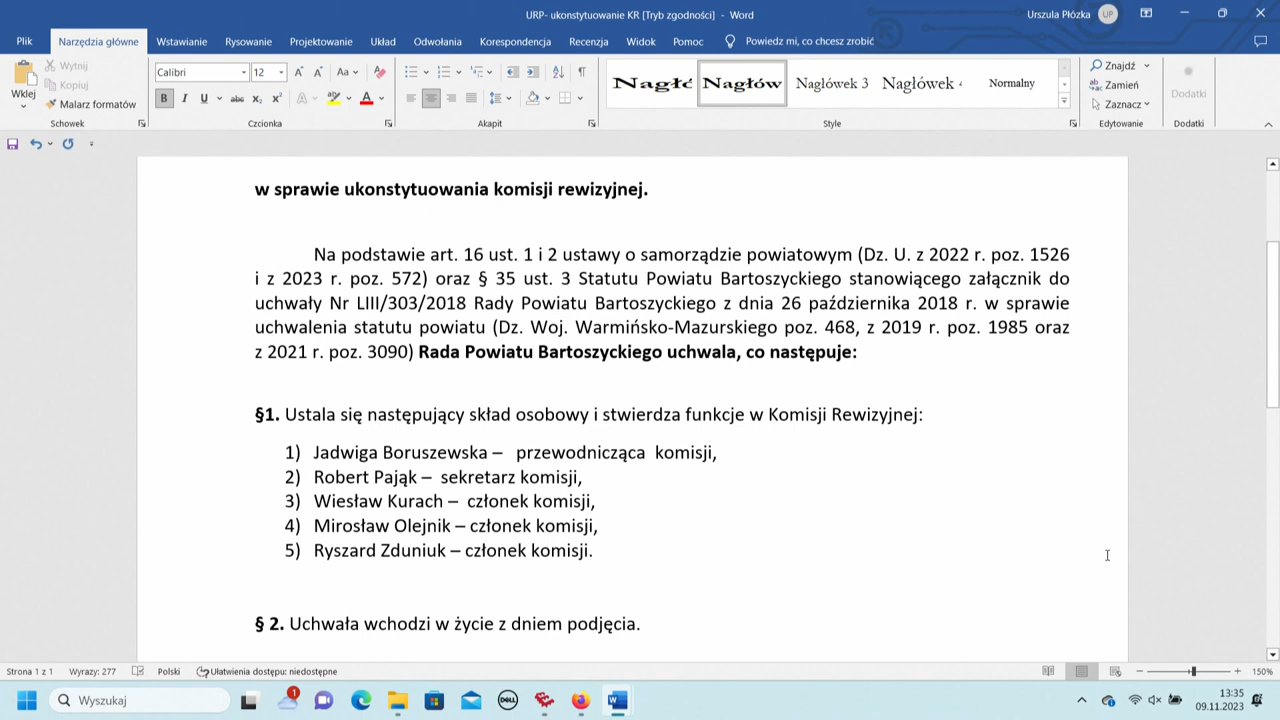 URP- ukonstytuowanie KR [Tryb zgodności] - Word
Urszula Płózka UP
Plik Narzędzia główne Wstawianie Rysowanie Projektowanie Układ Odwołania Korespondencja Recenzja Widok Pomoc Powiedz mi, co chcesz zrobić
Wklej
Wytnij
Kopiuj
Malarz formatów
Schowek
Calibri 12
B I U abc X₂ X²
Czcionka
Akapit
Nagłć Nagłów Nagłówek 3 Nagłówek Normalny
Style
Znajdź
Zamień
Zaznacz
Edytowanie
Dodatki
Dodatki
w sprawie ukonstytuowania komisji rewizyjnej.
Na podstawie art. 16 ust. 1 i 2 ustawy o samorządzie powiatowym (Dz. U. z 2022 r. poz. 1526
i z 2023 r. poz. 572) oraz § 35 ust. 3 Statutu Powiatu Bartoszyckiego stanowiącego załącznik do
uchwały Nr LIII/303/2018 Rady Powiatu Bartoszyckiego z dnia 26 października 2018 r. w sprawie
uchwalenia statutu powiatu (Dz. Woj. Warmińsko-Mazurskiego poz. 468, z 2019 r. poz. 1985 oraz
z 2021 r. poz. 3090) Rada Powiatu Bartoszyckiego uchwala, co następuje:
§1. Ustala się następujący skład osobowy i stwierdza funkcje w Komisji Rewizyjnej:
1) Jadwiga Boruszewska – przewodnicząca komisji,
2) Robert Pająk – sekretarz komisji,
3) Wiesław Kurach – członek komisji,
4) Mirosław Olejnik – członek komisji,
5) Ryszard Zduniuk – członek komisji.
§ 2. Uchwała wchodzi w życie z dniem podjęcia.
Strona 1 z 1 Wyrazy: 277 Polski Ułatwienia dostępu: niedostępne
150%
Wyszukaj
1
DELL
13:35
09.11.2023